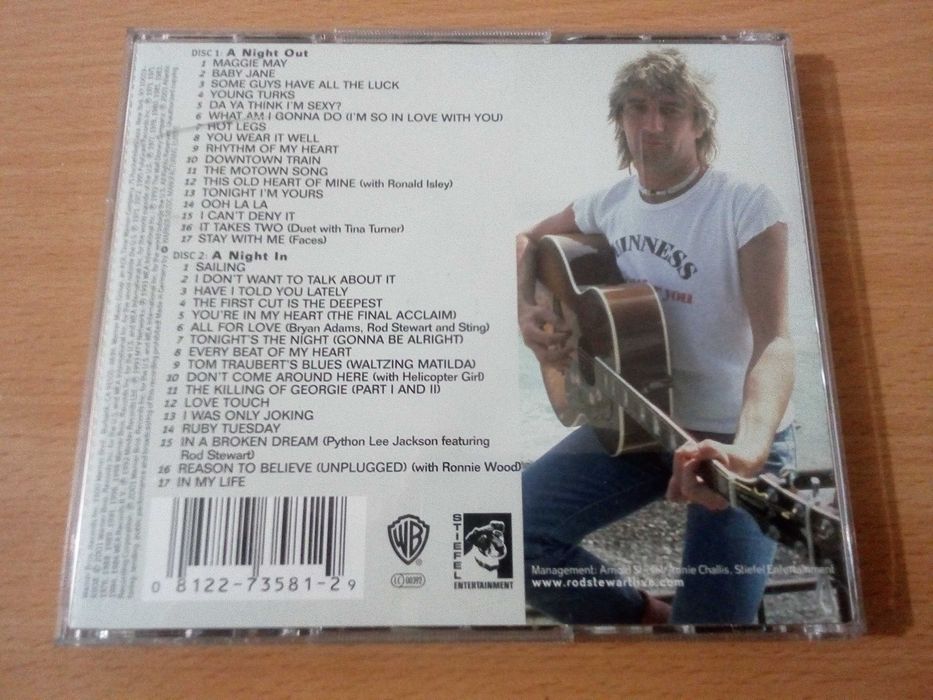 DISC 1: A Night Out
1 MAGGIE MAY
2 BABY JANE
3 SOME GUYS HAVE ALL THE LUCK
4 YOUNG TURKS
5 DA YA THINK I'M SEXY?
6 WHAT AM I GONNA DO (I'M SO IN LOVE WITH YOU)
7 HOT LEGS
8 YOU WEAR IT WELL
9 RHYTHM OF MY HEART
10 DOWNTOWN TRAIN
11 THE MOTOWN SONG
12 THIS OLD HEART OF MINE (with Ronald Isley)
13 TONIGHT I'M YOURS
14 OOH LA LA
15 I CAN'T DENY IT
16 IT TAKES TWO (Duet with Tina Turner)
17 STAY WITH ME (Faces)
DISC 2: A Night In
1 SAILING
2 I DON'T WANT TO TALK ABOUT IT
3 HAVE I TOLD YOU LATELY
4 THE FIRST CUT IS THE DEEPEST
5 YOU'RE IN MY HEART (THE FINAL ACCLAIM)
6 ALL FOR LOVE (Bryan Adams, Rod Stewart and Sting)
7 TONIGHT'S THE NIGHT (GONNA BE ALRIGHT)
8 EVERY BEAT OF MY HEART
9 TOM TRAUBERT'S BLUES (WALTZING MATILDA)
10 DON'T COME AROUND HERE (with Helicopter Girl)
11 THE KILLING OF GEORGIE (PART I AND II)
12 LOVE TOUCH
13 I WAS ONLY JOKING
14 RUBY TUESDAY
15 IN A BROKEN DREAM (Python Lee Jackson featuring
Rod Stewart)
16 REASON TO BELIEVE (UNPLUGGED) (with Ronnie Wood)
17 IN MY LIFE
0 81227-3581-2 9
WB
LC 00392
STIEFEL
ENTERTAINMENT
UINNESS
YOU
Management: Arnold Challis, Stiefel Entertainment
www.rodstewartlive.com